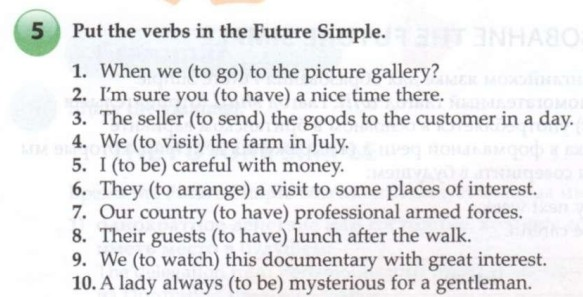 5 Put the verbs in the Future Simple.
1. When we (to go) to the picture gallery?
2. I'm sure you (to have) a nice time there.
3. The seller (to send) the goods to the customer in a day.
4. We (to visit) the farm in July.
5. I (to be) careful with money.
6. They (to arrange) a visit to some places of interest.
7. Our country (to have) professional armed forces.
8. Their guests (to have) lunch after the walk.
9. We (to watch) this documentary with great interest.
10. A lady always (to be) mysterious for a gentleman.